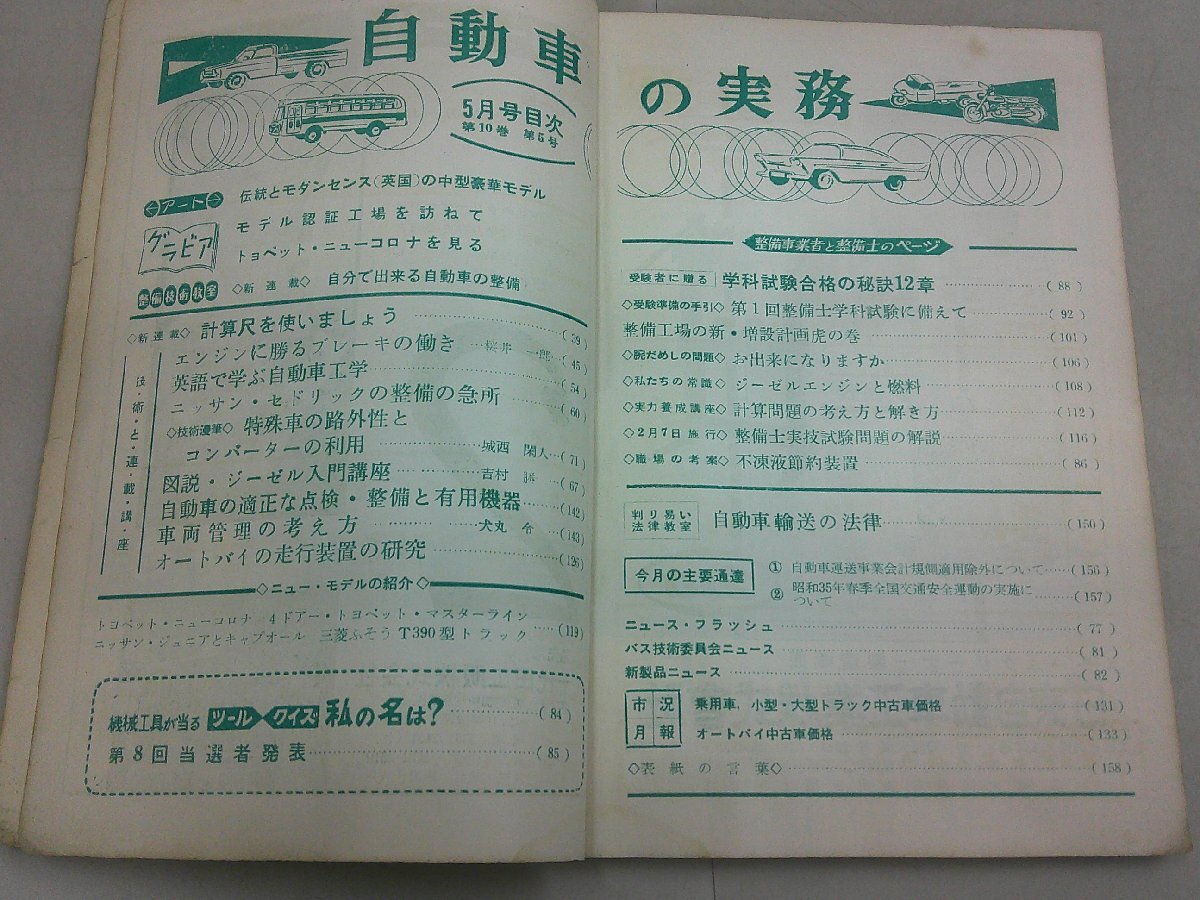 自動車の実務
5月号目次
第10巻 第5号
アート 伝統とモダンセンス(英国)の中型豪華モデル
グラビア
モデル認証工場を訪ねて
トヨペット・ニューコロナを見る
整備技術教室 ◇新連載◇ 自分で出来る自動車の整備
◇新連載◇ 計算尺を使いましょう (39)
技・術・と・連・載・講・座
エンジンに勝るブレーキの働き 桜井一郎 (45)
英語で学ぶ自動車工学 (54)
ニッサン・セドリックの整備の急所 (60)
◇技術漫筆◇ 特殊車の路外性と
コンバーターの利用 城西 閑人 (71)
図説・ジーゼル入門講座 吉村 (67)
自動車の適正な点検・整備と有用機器 (142)
車両管理の考え方 犬丸 令 (143)
オートバイの走行装置の研究 (126)
◇ニュー・モデルの紹介◇
トヨペット・ニューコロナ 4ドアー・トヨペット・マスターライン
ニッサン・ジュニアとキャブオール 三菱ふそうT390型トラック (119)
機械工具が当る ツール クイズ 私の名は? (84)
第8回当選者発表 (85)
整備事業者と整備士のページ
受験者に贈る 学科試験合格の秘訣12章 (88)
◇受験準備の手引◇ 第1回整備士学科試験に備えて (92)
整備工場の新・増設計画虎の巻 (101)
◇腕だめしの問題◇ お出来になりますか (106)
◇私たちの常識◇ ジーゼルエンジンと燃料 (108)
◇実力養成講座◇ 計算問題の考え方と解き方 (112)
◇2月7日施行◇ 整備士実技試験問題の解説 (116)
◇職場の考案◇ 不凍液節約装置 (86)
判り易い法律教室 自動車輸送の法律 (150)
今月の主要通達
① 自動車運送事業会計規則適用除外について (156)
② 昭和35年春季全国交通安全運動の実施に
ついて (157)
ニュース・フラッシュ (77)
バス技術委員会ニュース (81)
新製品ニュース (82)
市況月報
乗用車,小型・大型トラック中古車価格 (131)
オートバイ中古車価格 (133)
◇表紙の言葉◇ (158)